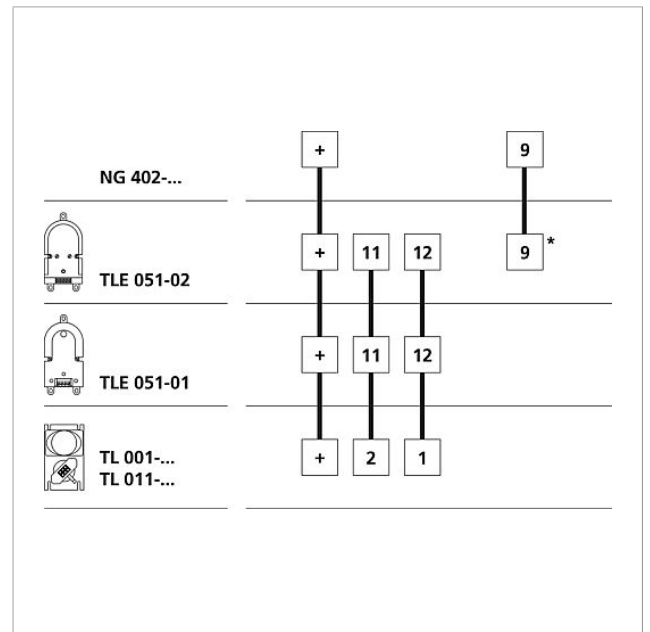 + 9
NG 402-...
+ 11 12 9 *
TLE 051-02
+ 11 12
TLE 051-01
TL 001-...
+ 2 1
TL 011-...